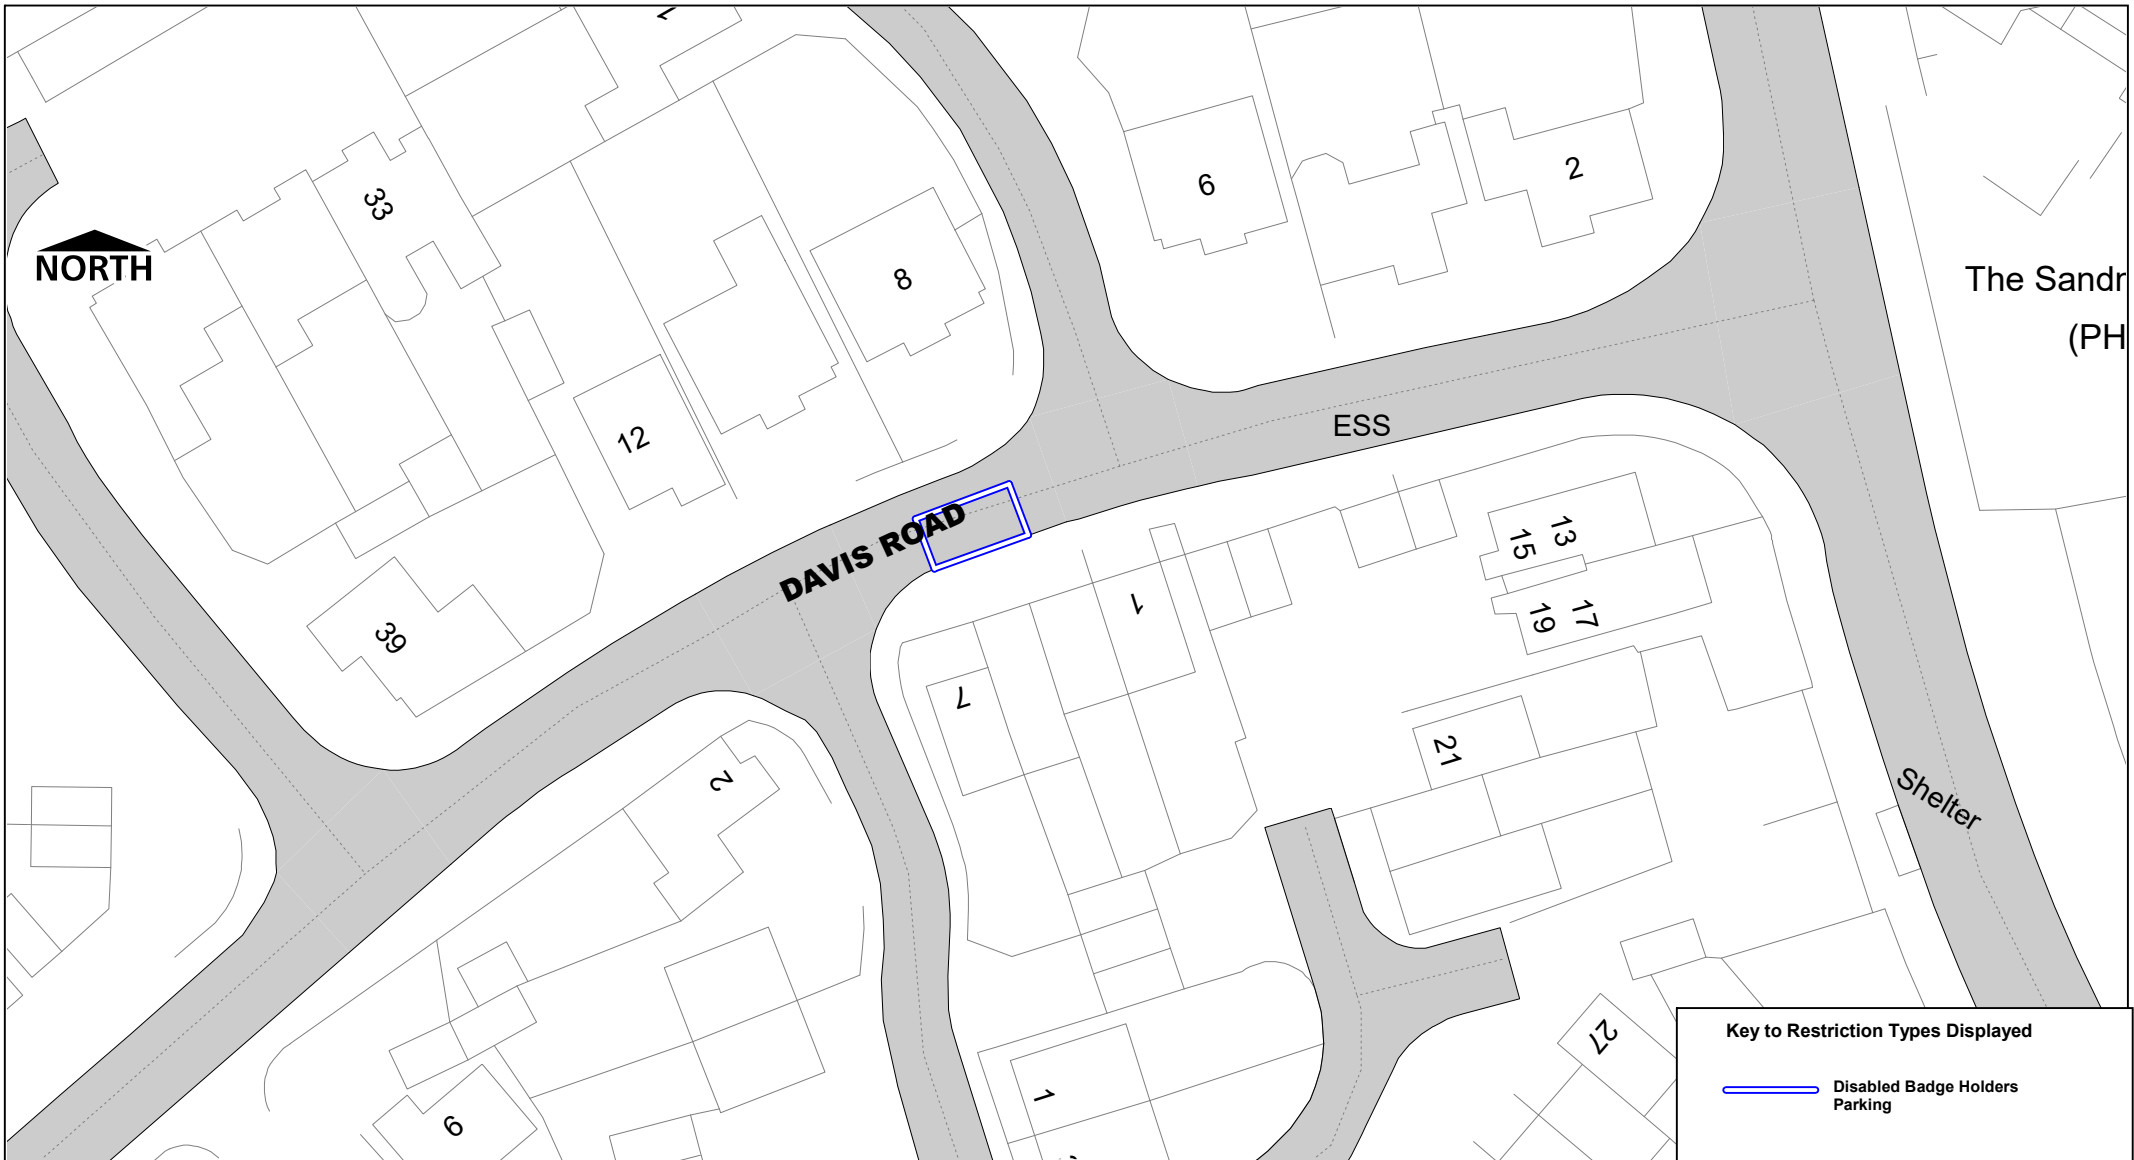 33
NORTH
6
2
8
The Sandr
(PH
12
ESS
DAVIS ROAD
13
15
1
17
19
39
7
21
2
Shelter
27
Key to Restriction Types Displayed
Disabled Badge Holders
Parking
1
9